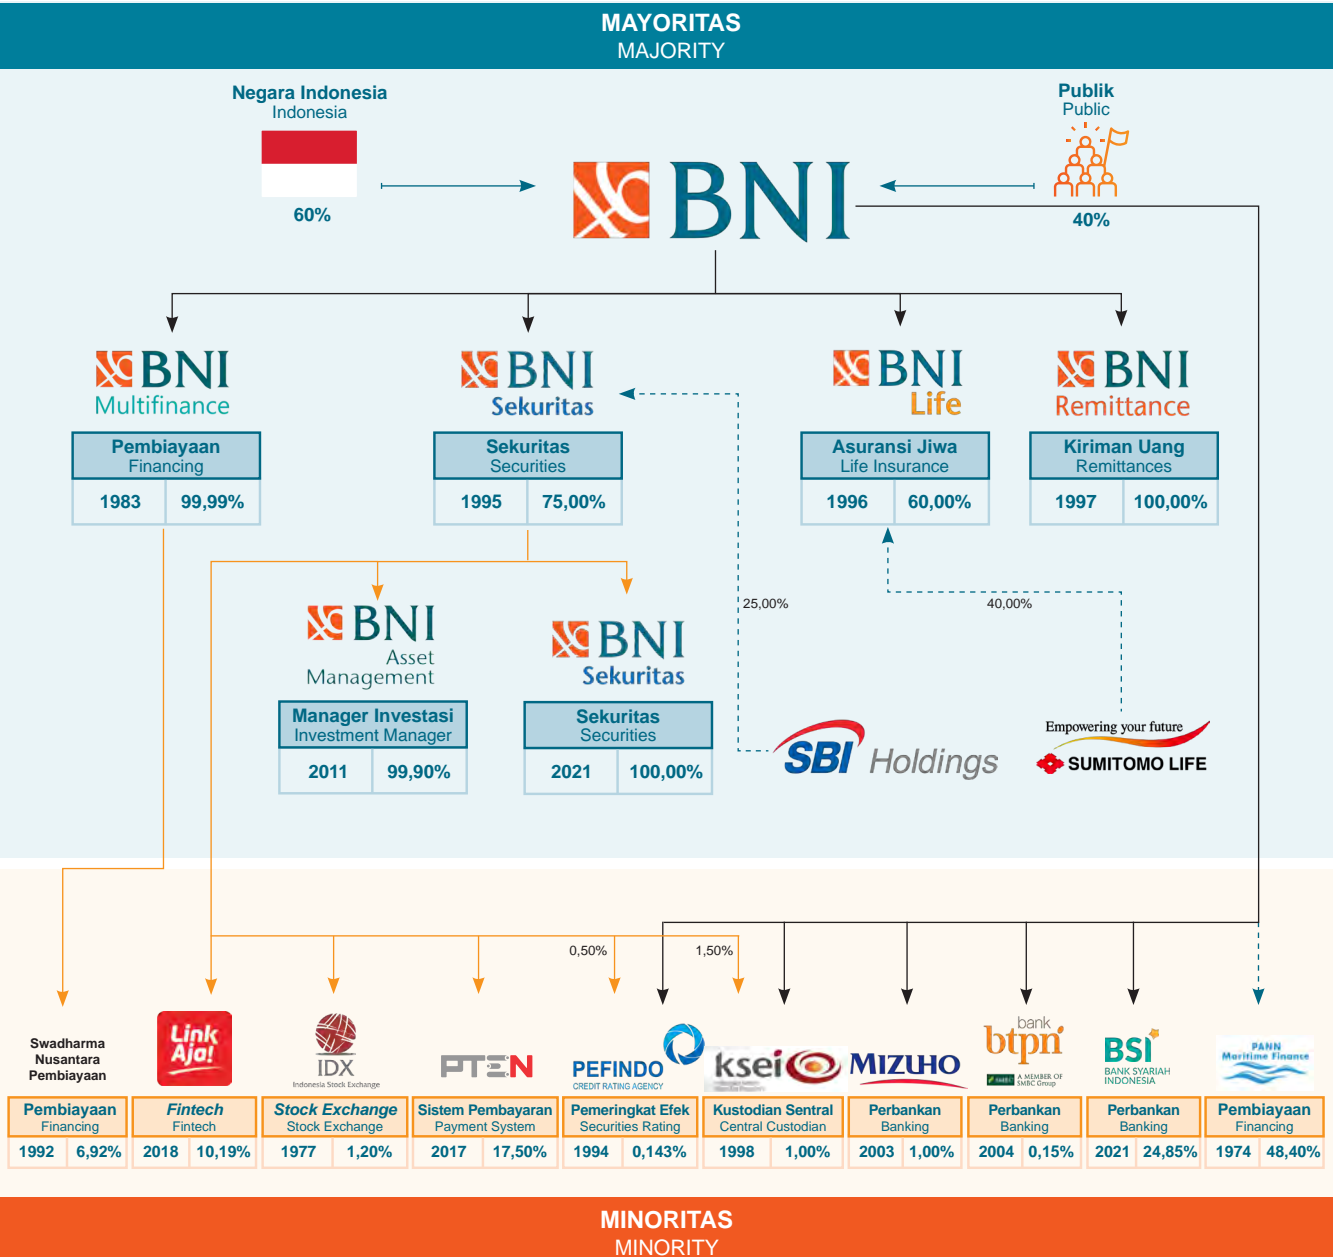 MAYORITAS
MAJORITY
Negara Indonesia
Indonesia
60%
BNI
Publik
Public
40%
BNI
Multifinance
Pembiayaan
Financing
1983 99,99%
BNI
Sekuritas
Sekuritas
Securities
1995 75,00%
BNI
Life
Asuransi Jiwa
Life Insurance
1996 60,00%
BNI
Remittance
Kiriman Uang
Remittances
1997 100,00%
25,00%
40,00%
BNI
Asset
Management
Manager Investasi
Investment Manager
2011 99,90%
BNI
Sekuritas
Sekuritas
Securities
2021 100,00%
SBI Holdings
Empowering your future
SUMITOMO LIFE
0,50%
1,50%
Swadharma
Nusantara
Pembiayaan
Pembiayaan
Financing
1992 6,92%
Link
Aja!
Fintech
Fintech
2018 10,19%
IDX
Indonesia Stock Exchange
Stock Exchange
Stock Exchange
1977 1,20%
PTEN
Sistem Pembayaran
Payment System
2017 17,50%
PEFINDO
CREDIT RATING AGENCY
Pemeringkat Efek
Securities Rating
1994 0,143%
ksei
Kustodian Sentral
Central Custodian
1998 1,00%
MIZUHO
Perbankan
Banking
2003 1,00%
bank
btpn
SMBC
A MEMBER OF
SMBC Group
Perbankan
Banking
2004 0,15%
BSI
BANK SYARIAH
INDONESIA
Perbankan
Banking
2021 24,85%
PANN
Maritime Finance
Pembiayaan
Financing
1974 48,40%
MINORITAS
MINORITY